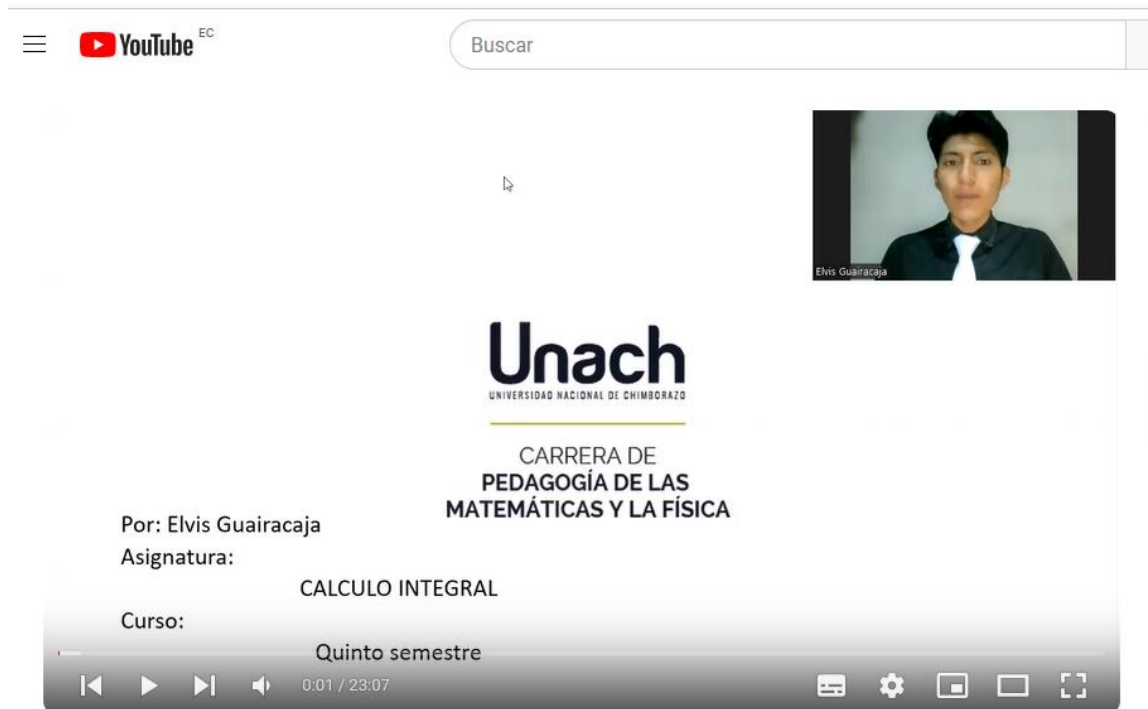 YouTube EC
Buscar
Elvis Guairacaja
Unach
UNIVERSIDAD NACIONAL DE CHIMBORAZO
CARRERA DE
PEDAGOGÍA DE LAS
MATEMÁTICAS Y LA FÍSICA
Por: Elvis Guairacaja
Asignatura:
CALCULO INTEGRAL
Curso:
Quinto semestre
0:01 / 23:07